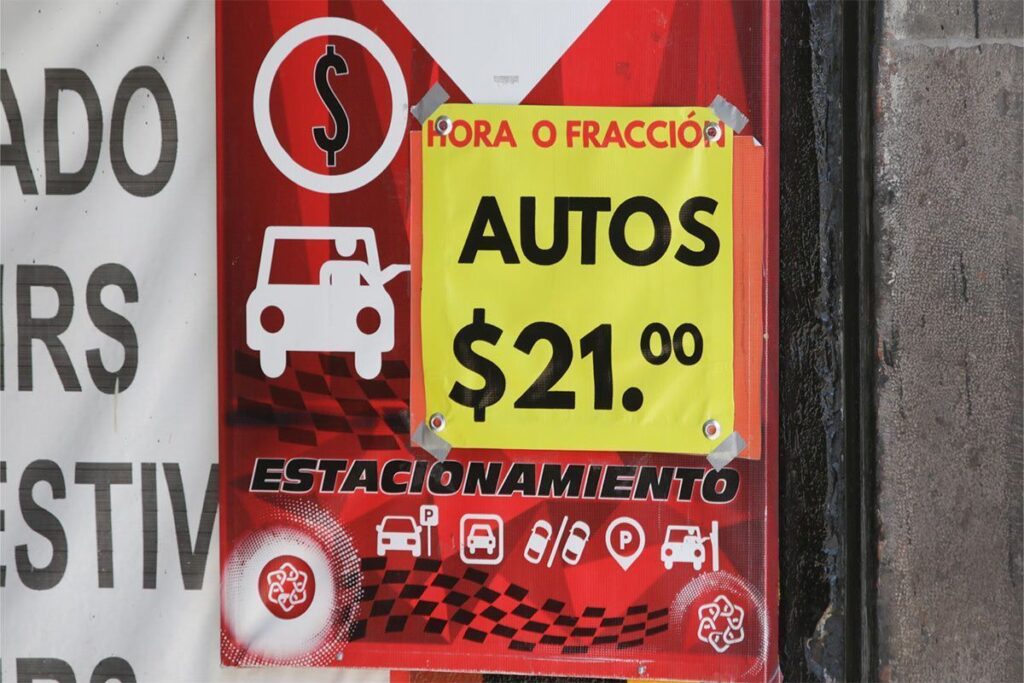 ADO
IRS
ESTIV
$
HORA O FRACCIÓN
AUTOS
$21.00
ESTACIONAMIENTO
P
P